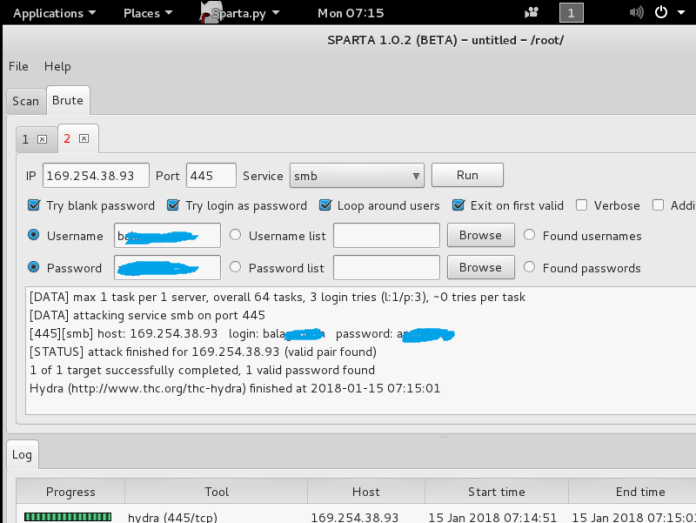 Applications Places Sparta.py Mon 07:15 1
SPARTA 1.0.2 (BETA) - untitled - /root/
File Help
Scan Brute
1 2
IP 169.254.38.93 Port 445 Service smb Run
Try blank password Try login as password Loop around users Exit on first valid Verbose Addi
Username Username list Browse Found usernames
Password Password list Browse Found passwords
[DATA] max 1 task per 1 server, overall 64 tasks, 3 login tries (l:1/p:3), ~0 tries per task
[DATA] attacking service smb on port 445
[445][smb] host: 169.254.38.93 login: password:
[STATUS] attack finished for 169.254.38.93 (valid pair found)
1 of 1 target successfully completed, 1 valid password found
Hydra (http://www.thc.org/thc-hydra) finished at 2018-01-15 07:15:01
Log
Progress Tool Host Start time End time
hydra (445/tcp) 169.254.38.93 15 Jan 2018 07:14:51 15 Jan 2018 07:15:0